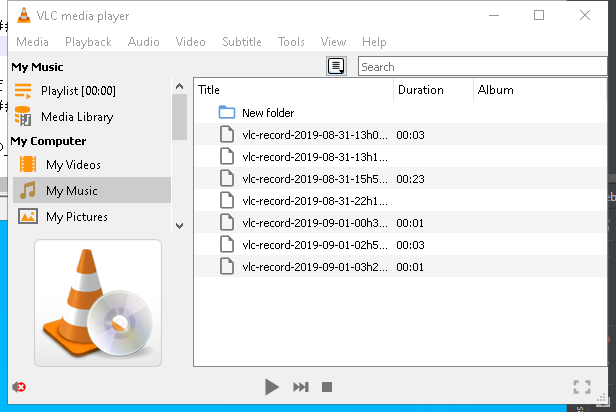 VLC media player
Media Playback Audio Video Subtitle Tools View Help
My Music
Search
Playlist [00:00]
Media Library
My Computer
My Videos
My Music
My Pictures
Title Duration Album
New folder
vlc-record-2019-08-31-13h0... 00:03
vlc-record-2019-08-31-13h1...
vlc-record-2019-08-31-15h5... 00:23
vlc-record-2019-08-31-22h1...
vlc-record-2019-09-01-00h3... 00:01
vlc-record-2019-09-01-02h5... 00:03
vlc-record-2019-09-01-03h2... 00:01